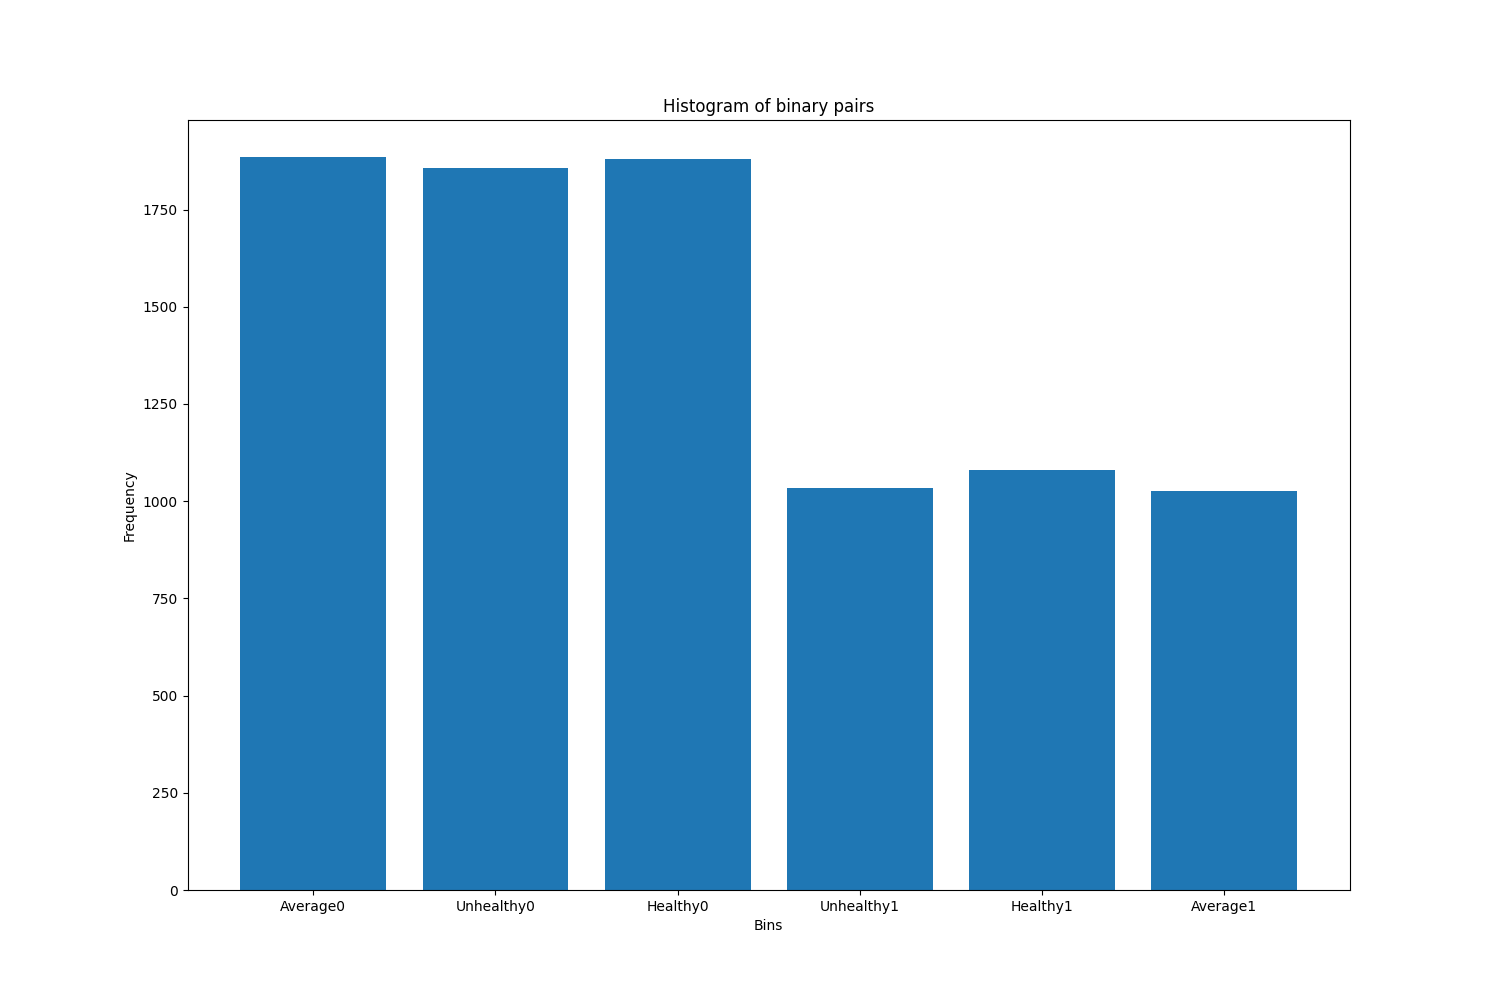 Histogram of binary pairs
1750
1500
1250
1000
750
500
250
0
Frequency
Average0 Unhealthy0 Healthy0 Unhealthy1 Healthy1 Average1
Bins